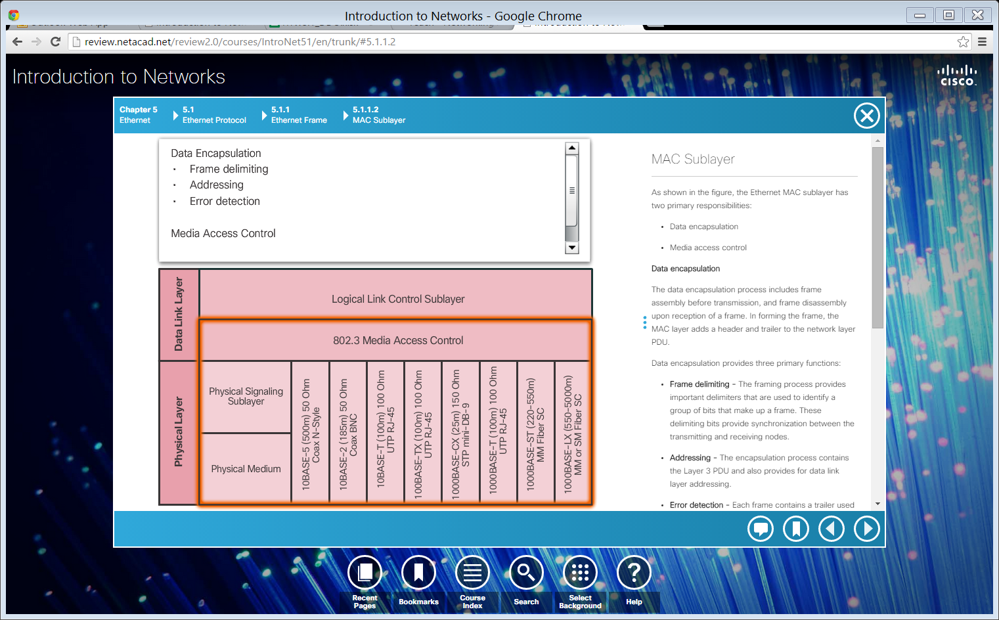 Introduction to Networks - Google Chrome
review.netacad.net/review2.0/courses/IntroNet51/en/trunk/#5.1.1.2
Introduction to Networks
CISCO
Chapter 5
Ethernet
5.1
Ethernet Protocol
5.1.1
Ethernet Frame
5.1.1.2
MAC Sublayer
Data Encapsulation
· Frame delimiting
· Addressing
· Error detection
Media Access Control
Data Link Layer
Logical Link Control Sublayer
802.3 Media Access Control
Physical Layer
Physical Signaling
Sublayer
Physical Medium
10BASE-5 (500m) 50 Ohm
Coax N-Style
10BASE-2 (185m) 50 Ohm
Coax BNC
10BASE-T (100m) 100 Ohm
UTP RJ-45
100BASE-TX (100m) 100 Ohm
UTP RJ-45
1000BASE-CX (25m) 150 Ohm
STP mini-DB-9
1000BASE-T (100m) 100 Ohm
UTP RJ-45
1000BASE-ST (220-550m)
MM Fiber SC
1000BASE-LX (550-5000m)
MM or SM Fiber SC
MAC Sublayer
As shown in the figure, the Ethernet MAC sublayer has
two primary responsibilities:
• Data encapsulation
• Media access control
Data encapsulation
The data encapsulation process includes frame
assembly before transmission, and frame disassembly
upon reception of a frame. In forming the frame, the
MAC layer adds a header and trailer to the network layer
PDU.
Data encapsulation provides three primary functions:
• Frame delimiting - The framing process provides
important delimiters that are used to identify a
group of bits that make up a frame. These
delimiting bits provide synchronization between the
transmitting and receiving nodes.
• Addressing - The encapsulation process contains
the Layer 3 PDU and also provides for data link
layer addressing.
• Error detection - Each frame contains a trailer used
Recent
Pages
Bookmarks
Course
Index
Search
Select
Background
?
Help